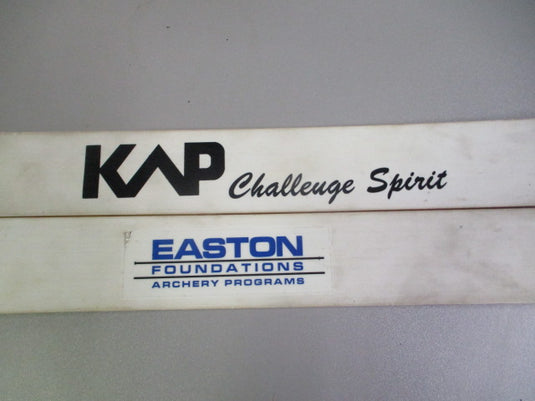 KAP Challenge Spirit
EASTON
FOUNDATIONS
ARCHERY PROGRAMS